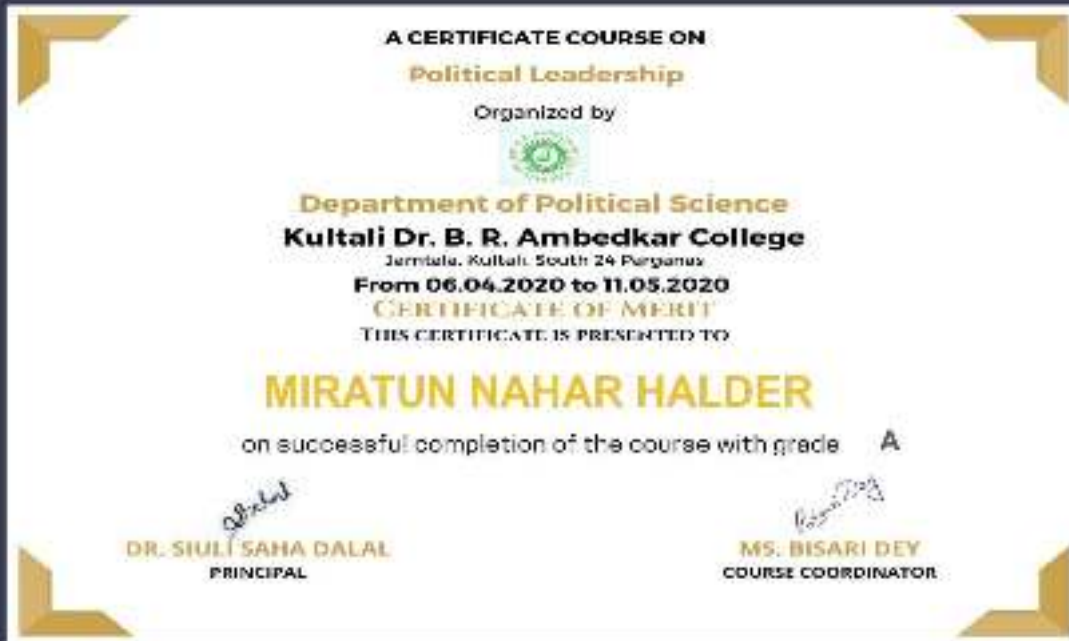 A CERTIFICATE COURSE ON
Political Leadership
Organized by
Department of Political Science
Kultali Dr. B. R. Ambedkar College
Jamtala, Kultali, South 24 Parganas
From 06.04.2020 to 11.05.2020
CERTIFICATE OF MERIT
THIS CERTIFICATE IS PRESENTED TO
MIRATUN NAHAR HALDER
on successful completion of the course with grade A
DR. SIULI SAHA DALAL
PRINCIPAL
MS. BISARI DEY
COURSE COORDINATOR